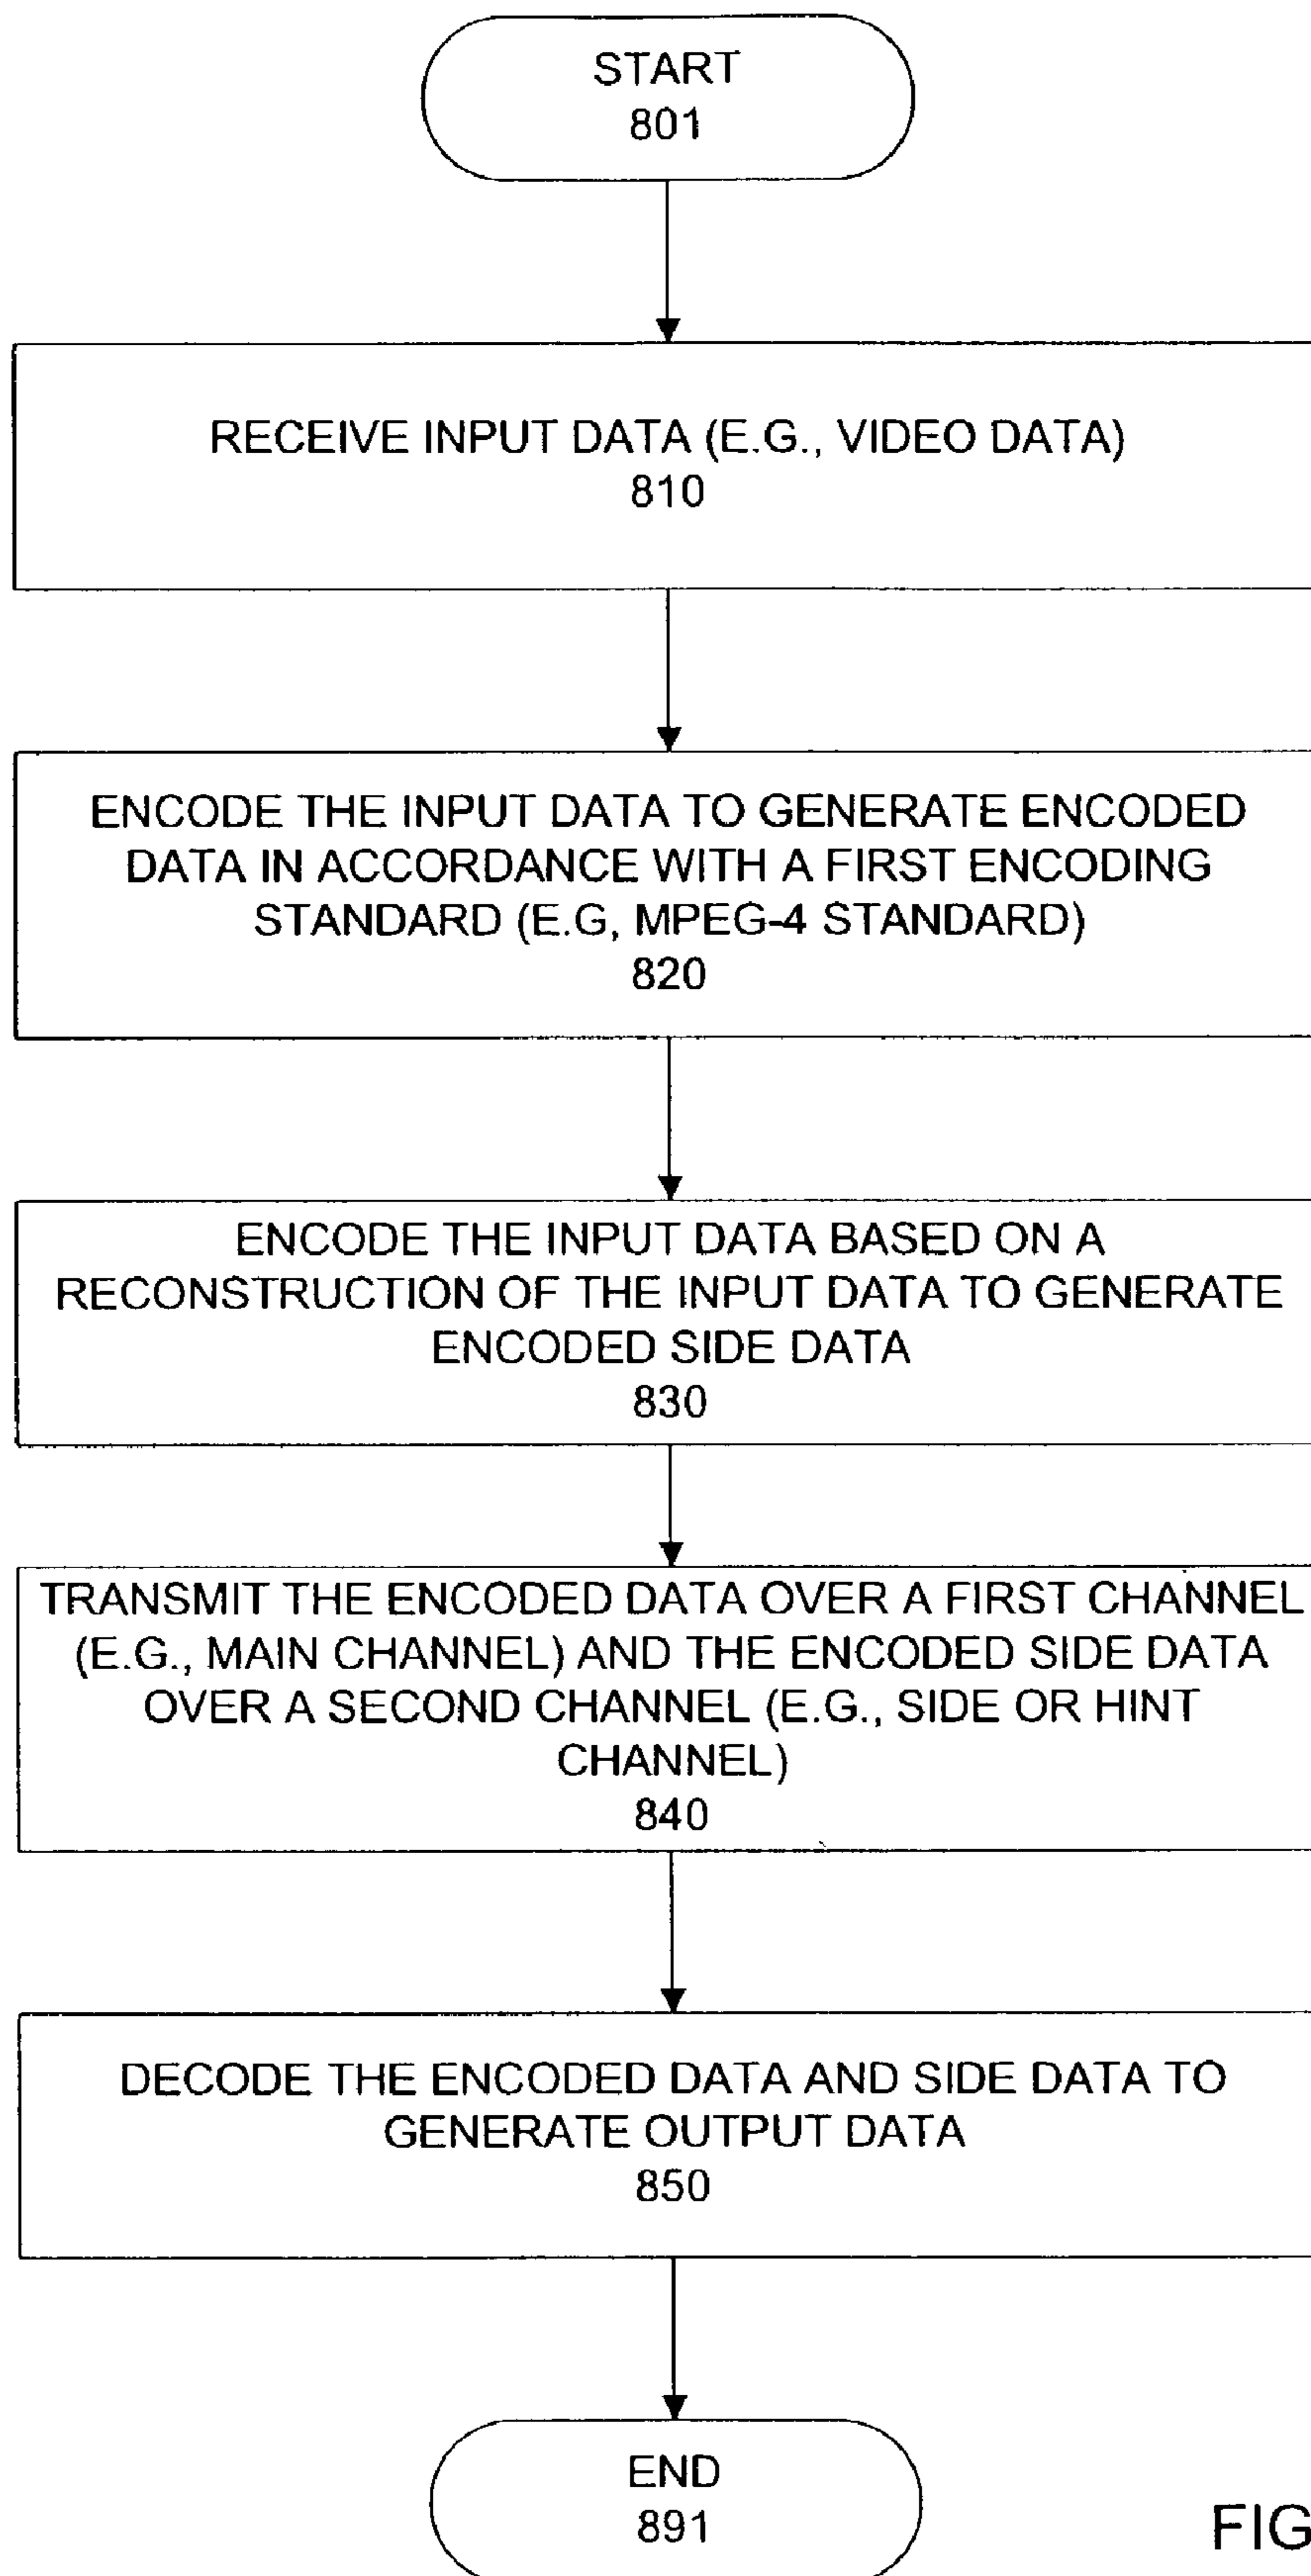 START
801
RECEIVE INPUT DATA (E.G., VIDEO DATA)
810
ENCODE THE INPUT DATA TO GENERATE ENCODED
DATA IN ACCORDANCE WITH A FIRST ENCODING
STANDARD (E.G, MPEG-4 STANDARD)
820
ENCODE THE INPUT DATA BASED ON A
RECONSTRUCTION OF THE INPUT DATA TO GENERATE
ENCODED SIDE DATA
830
TRANSMIT THE ENCODED DATA OVER A FIRST CHANNEL
(E.G., MAIN CHANNEL) AND THE ENCODED SIDE DATA
OVER A SECOND CHANNEL (E.G., SIDE OR HINT
CHANNEL)
840
DECODE THE ENCODED DATA AND SIDE DATA TO
GENERATE OUTPUT DATA
850
END
891
FIG